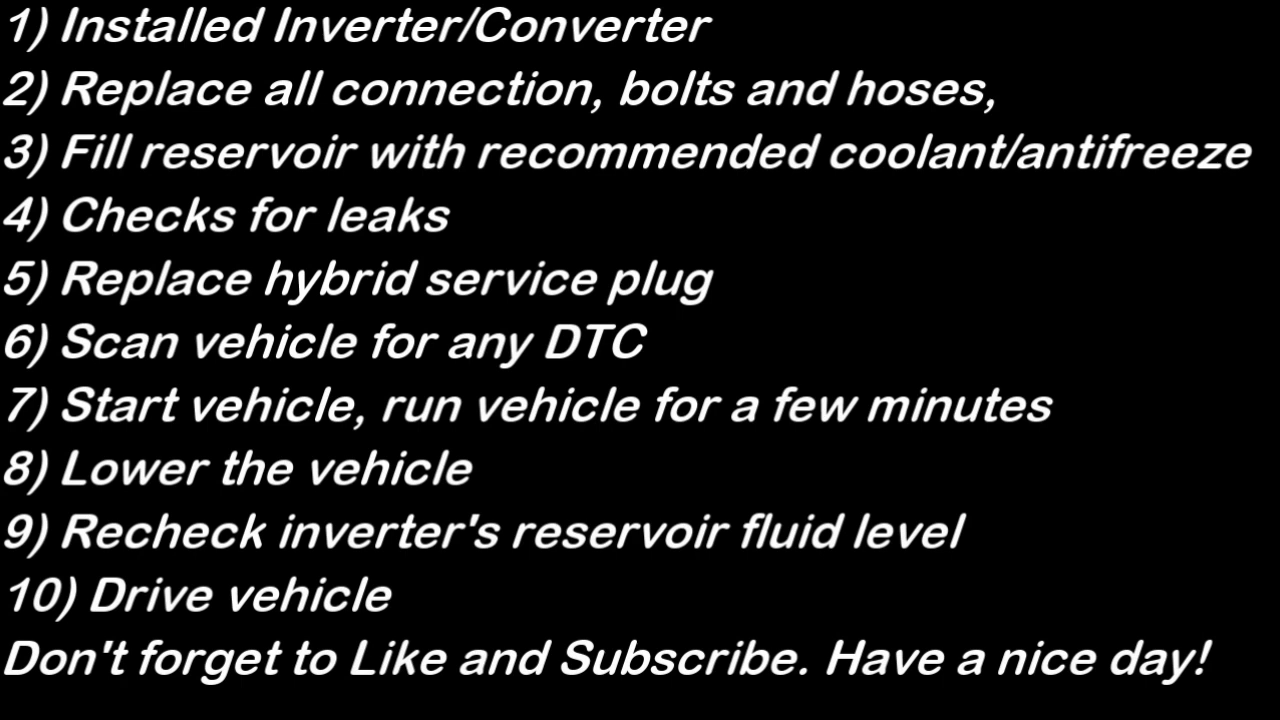 1) Installed Inverter/Converter
2) Replace all connection, bolts and hoses,
3) Fill reservoir with recommended coolant/antifreeze
4) Checks for leaks
5) Replace hybrid service plug
6) Scan vehicle for any DTC
7) Start vehicle, run vehicle for a few minutes
8) Lower the vehicle
9) Recheck inverter's reservoir fluid level
10) Drive vehicle
Don't forget to Like and Subscribe. Have a nice day!